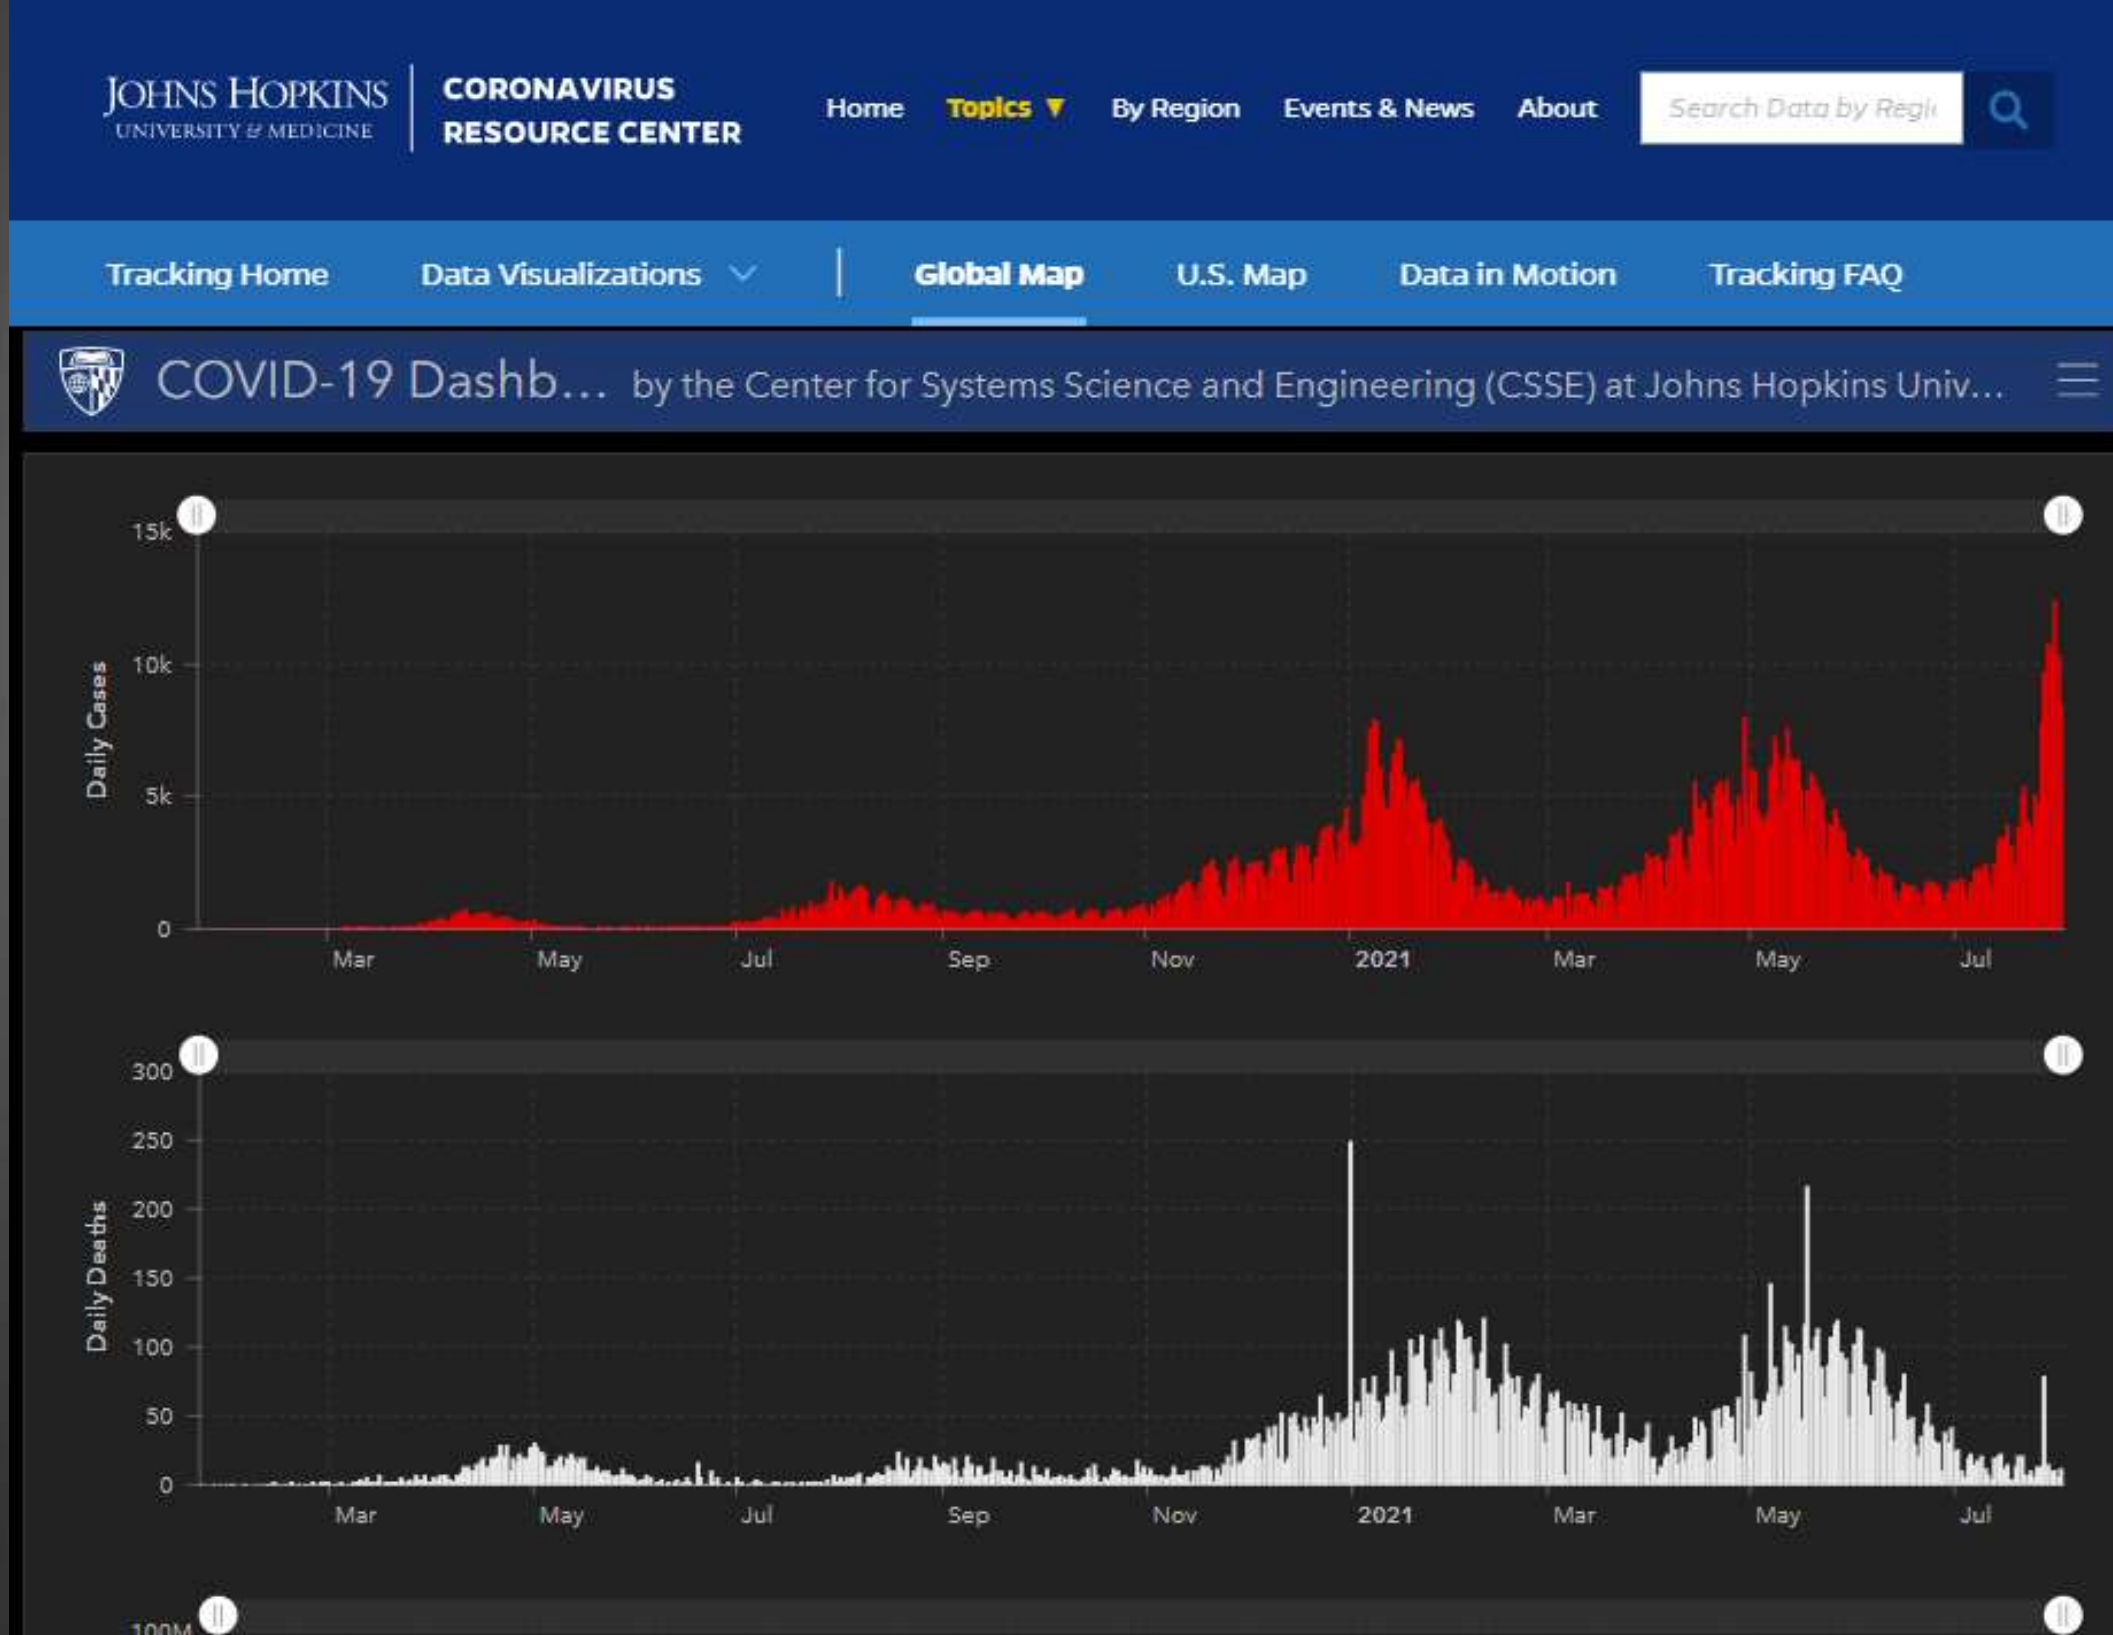 JOHNS HOPKINS
UNIVERSITY & MEDICINE
CORONAVIRUS
RESOURCE CENTER
Home Topics ▼ By Region Events & News About Search Data by Regi
Tracking Home Data Visualizations | Global Map U.S. Map Data in Motion Tracking FAQ
COVID-19 Dashb... by the Center for Systems Science and Engineering (CSSE) at Johns Hopkins Univ...
15k
10k
5k
0
Daily Cases
Mar May Jul Sep Nov 2021 Mar May Jul
300
250
200
150
100
50
0
Daily Deaths
Mar May Jul Sep Nov 2021 Mar May Jul
100M